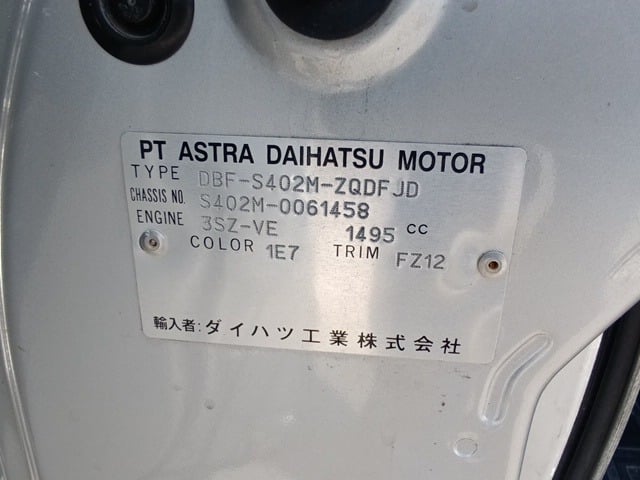 PT ASTRA DAIHATSU MOTOR
TYPE DBF-S402M-ZQDFJD
CHASSIS NO. S402M-0061458
ENGINE 3SZ-VE 1495 CC
COLOR 1E7 TRIM FZ12
輸入者: ダイハツ工業株式会社